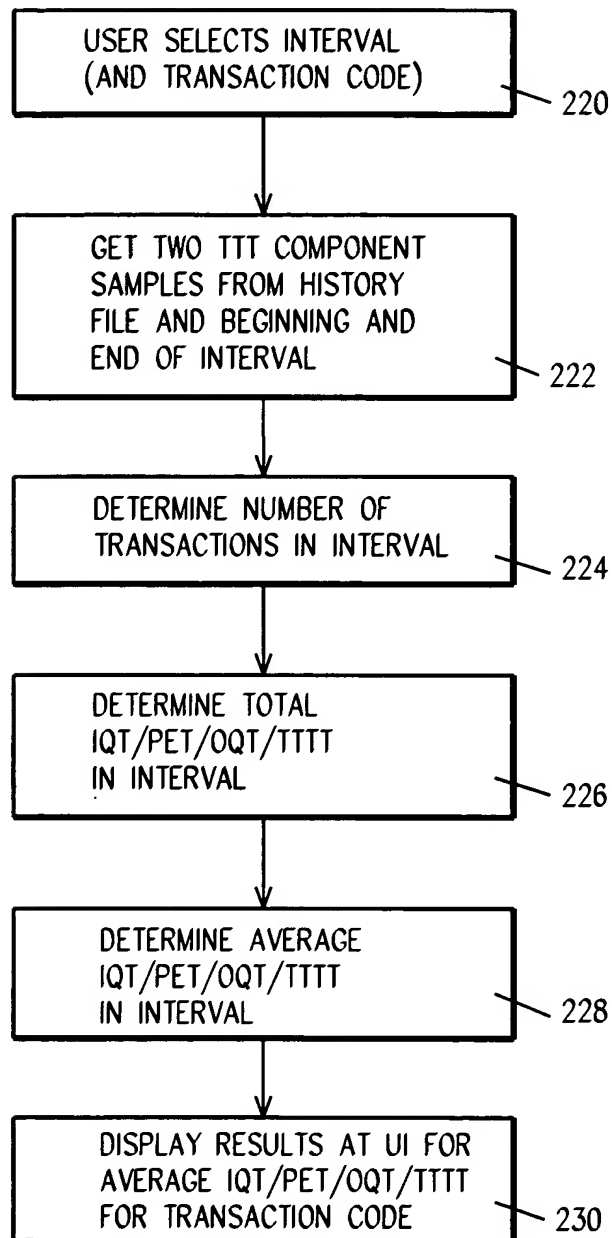 USER SELECTS INTERVAL
(AND TRANSACTION CODE)
220
GET TWO TTT COMPONENT
SAMPLES FROM HISTORY
FILE AND BEGINNING AND
END OF INTERVAL
222
DETERMINE NUMBER OF
TRANSACTIONS IN INTERVAL
224
DETERMINE TOTAL
IQT/PET/OQT/TTTT
IN INTERVAL
226
DETERMINE AVERAGE
IQT/PET/OQT/TTTT
IN INTERVAL
228
DISPLAY RESULTS AT UI FOR
AVERAGE IQT/PET/OQT/TTTT
FOR TRANSACTION CODE
230